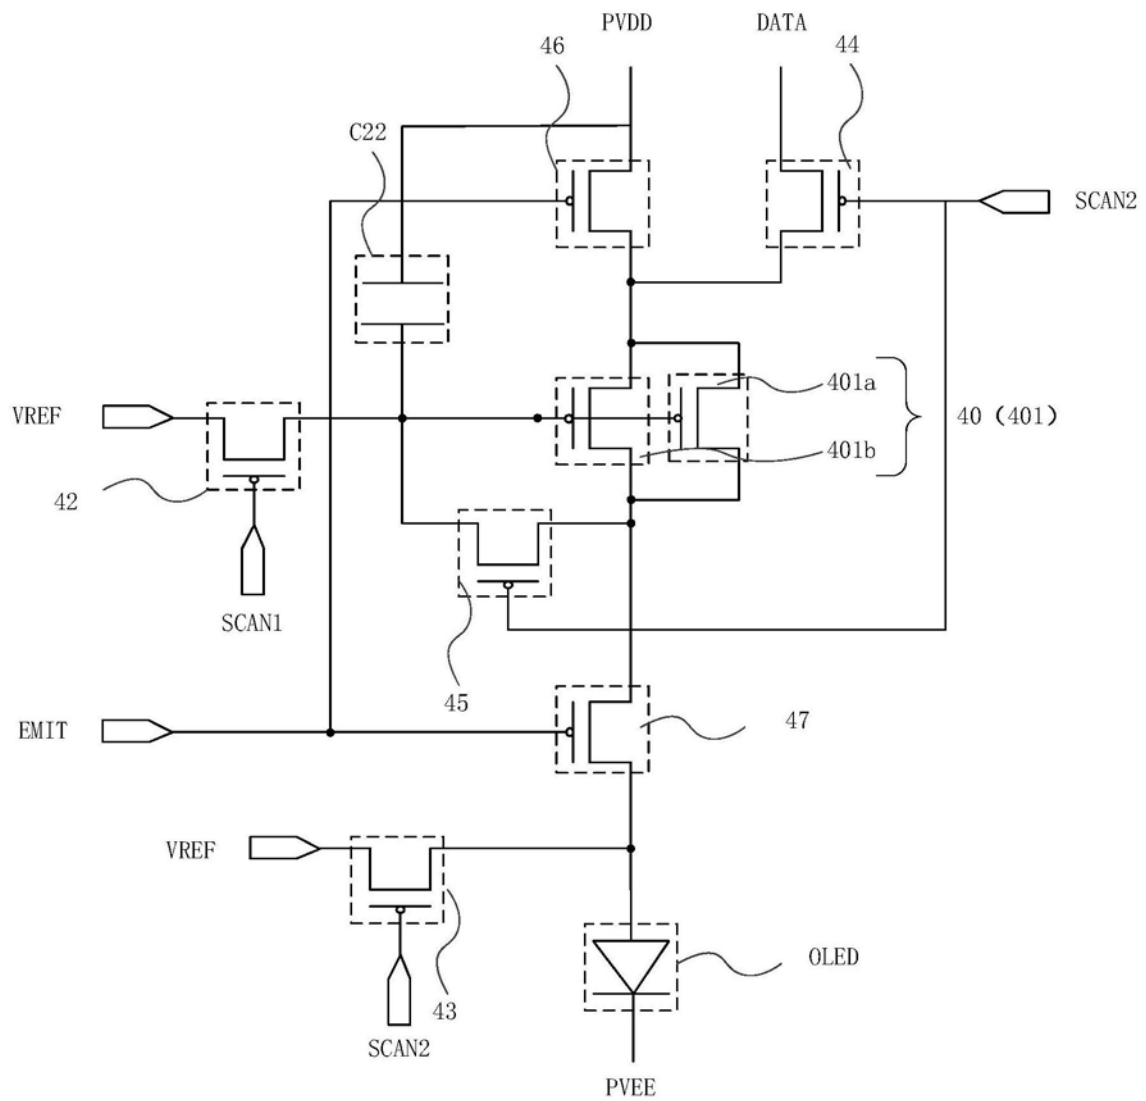 PVDD
DATA
46
44
C22
SCAN2
401a
VREF
40 (401)
401b
42
SCAN1
45
EMIT
47
VREF
OLED
43
SCAN2
PVEE